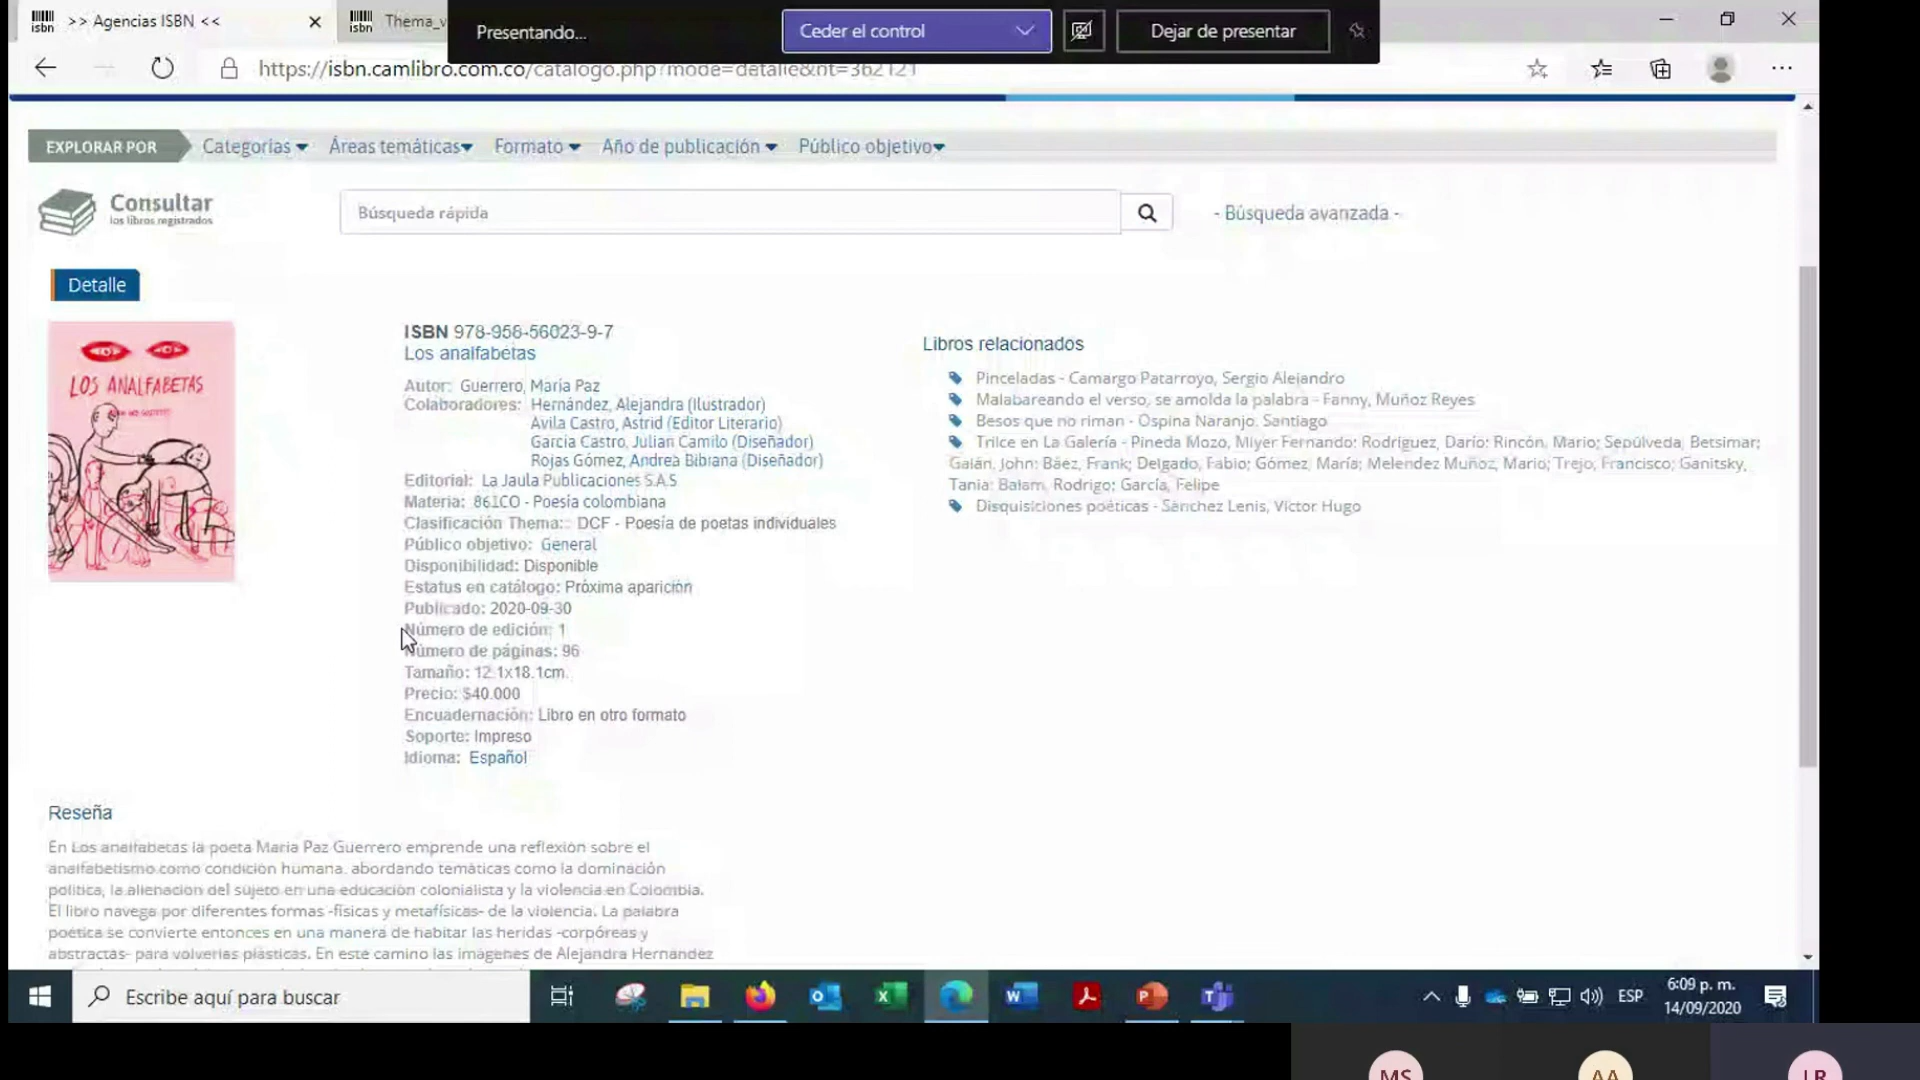 >> Agencias ISBN <<
Thema_v
Presentando...
Ceder el control
Dejar de presentar
https://isbn.camlibro.com.co/catalogo.php?mode=detalle&nt=362121
EXPLORAR POR
Categorías
Áreas temáticas
Formato
Año de publicación
Público objetivo
Consultar
los libros registrados
Búsqueda rápida
- Búsqueda avanzada -
Detalle
LOS ANALFABETAS
ISBN 978-958-56023-9-7
Los analfabetas
Autor: Guerrero, María Paz
Colaboradores: Hernández, Alejandra (Ilustrador)
Avila Castro, Astrid (Editor Literario)
García Castro, Julian Camilo (Diseñador)
Rojas Gómez, Andrea Bibiana (Diseñador)
Editorial: La Jaula Publicaciones S.A.S
Materia: 861CO - Poesía colombiana
Clasificación Thema:: DCF - Poesía de poetas individuales
Público objetivo: General
Disponibilidad: Disponible
Estatus en catálogo: Próxima aparición
Publicado: 2020-09-30
Número de edición: 1
Número de páginas: 96
Tamaño: 12.1x18.1cm.
Precio: $40.000
Encuadernación: Libro en otro formato
Soporte: Impreso
Idioma: Español
Libros relacionados
Pinceladas - Camargo Patarroyo, Sergio Alejandro
Malabareando el verso, se amolda la palabra - Fanny, Muñoz Reyes
Besos que no riman - Ospina Naranjo, Santiago
Trilce en La Galería - Pineda Mozo, Miyer Fernando; Rodríguez, Darío; Rincón, Mario; Sepúlveda, Betsimar;
Galán, John; Báez, Frank; Delgado, Fabio; Gómez, María; Melendez Muñoz, Mario; Trejo, Francisco; Ganitsky,
Tania; Balam, Rodrigo; García, Felipe
Disquisiciones poéticas - Sánchez Lenis, Víctor Hugo
Reseña
En Los analfabetas la poeta María Paz Guerrero emprende una reflexión sobre el
analfabetismo como condición humana, abordando temáticas como la dominación
política, la alienación del sujeto en una educación colonialista y la violencia en Colombia.
El libro navega por diferentes formas -físicas y metafísicas- de la violencia. La palabra
poética se convierte entonces en una manera de habitar las heridas -corpóreas y
abstractas- para volverlas plásticas. En este camino las imágenes de Alejandra Hernández
Escribe aquí para buscar
ESP
6:09 p. m.
14/09/2020
MS
AA
LR